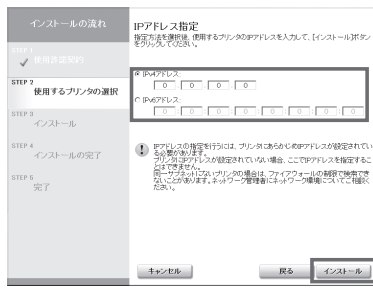 インストールの流れ
STEP 1
使用許諾契約
STEP 2
使用するプリンタの選択
STEP 3
インストール
STEP 4
インストールの完了
STEP 5
完了
IPアドレス指定
指定方法を選択後、使用するプリンタのIPアドレスを入力して、[インストール]ボタン
をクリックしてください。
IPv4アドレス:
0 . 0 . 0 . 0
IPv6アドレス:
0 : 0 : 0 : 0 : 0 : 0 : 0 : 0
IPアドレスの指定を行うには、プリンタにあらかじめIPアドレスが設定されてい
る必要があります。
プリンタにIPアドレスが設定されていない場合、ここでIPアドレスを指定するこ
とはできません。
同一サブネットにないプリンタの場合は、ファイアウォールの制限で検索でき
ないことがあります。ネットワーク管理者にネットワーク環境についてご相談く
ださい。
キャンセル
戻る
インストール